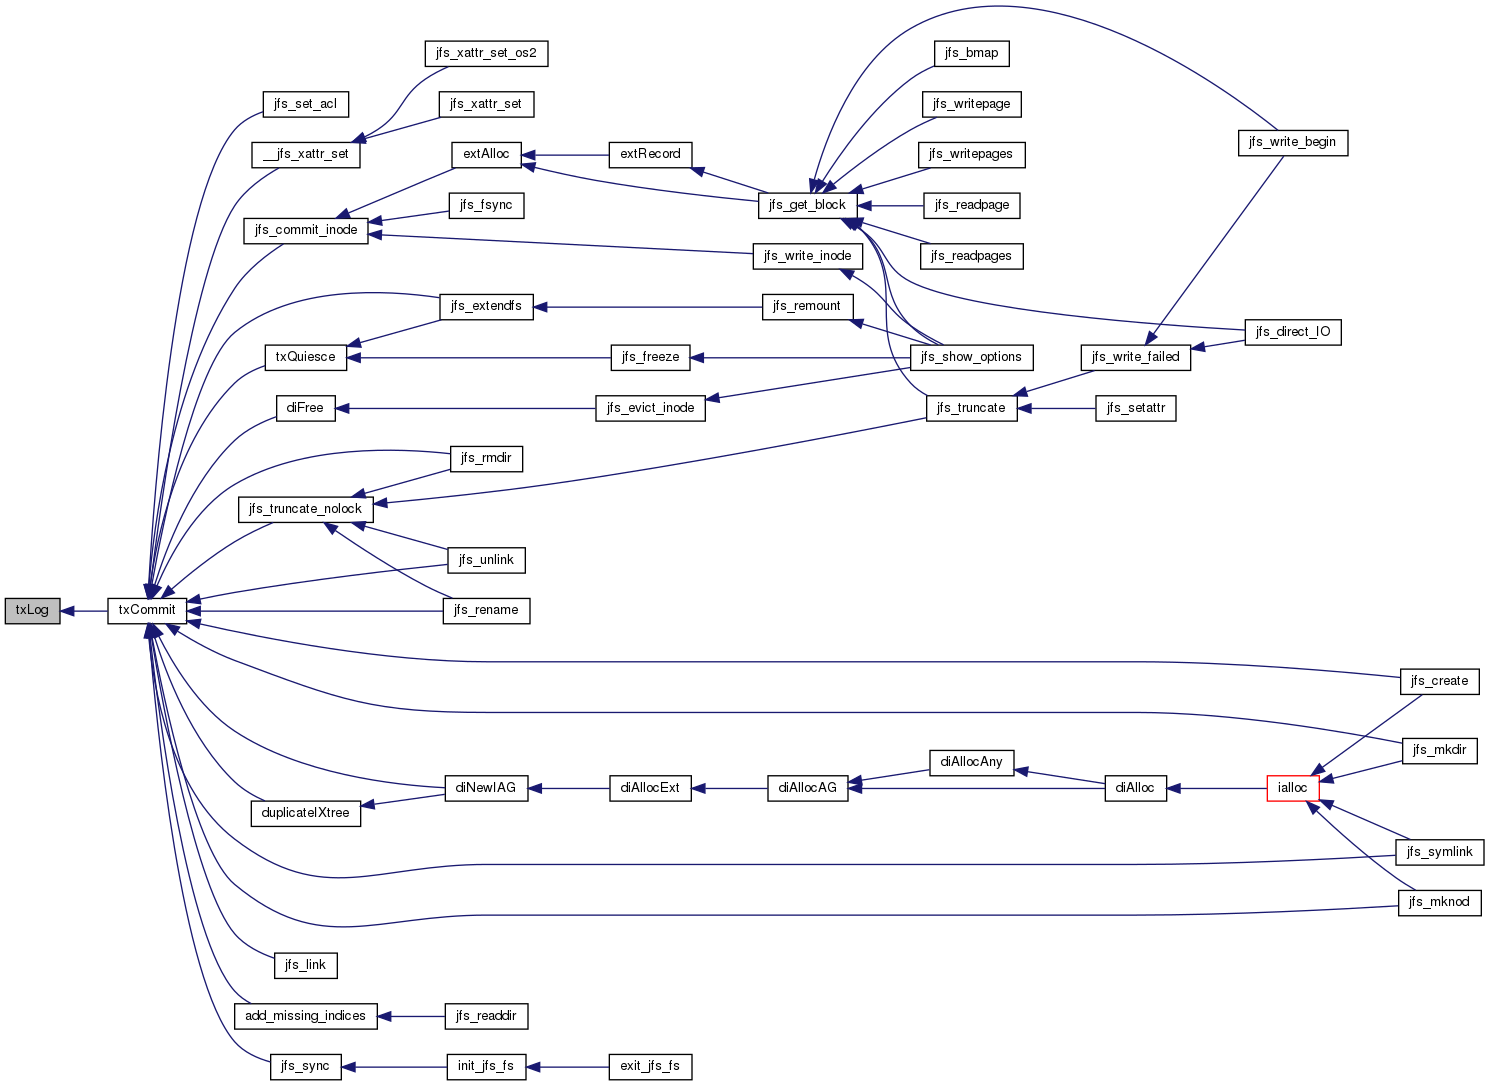 jfs_xattr_set_os2
jfs_bmap
jfs_set_acl
jfs_xattr_set
jfs_writepage
jfs_write_begin
__jfs_xattr_set
extAlloc
extRecord
jfs_writepages
jfs_get_block
jfs_readpage
jfs_fsync
jfs_commit_inode
jfs_write_inode
jfs_readpages
jfs_extendfs
jfs_remount
jfs_direct_IO
txQuiesce
jfs_freeze
jfs_show_options
jfs_write_failed
diFree
jfs_evict_inode
jfs_truncate
jfs_setattr
jfs_rmdir
jfs_truncate_nolock
jfs_unlink
txLog
txCommit
jfs_rename
jfs_create
jfs_mkdir
diAllocAny
diNewIAG
diAllocExt
diAllocAG
diAlloc
ialloc
duplicateIXtree
jfs_symlink
jfs_mknod
jfs_link
add_missing_indices
jfs_readdir
jfs_sync
init_jfs_fs
exit_jfs_fs